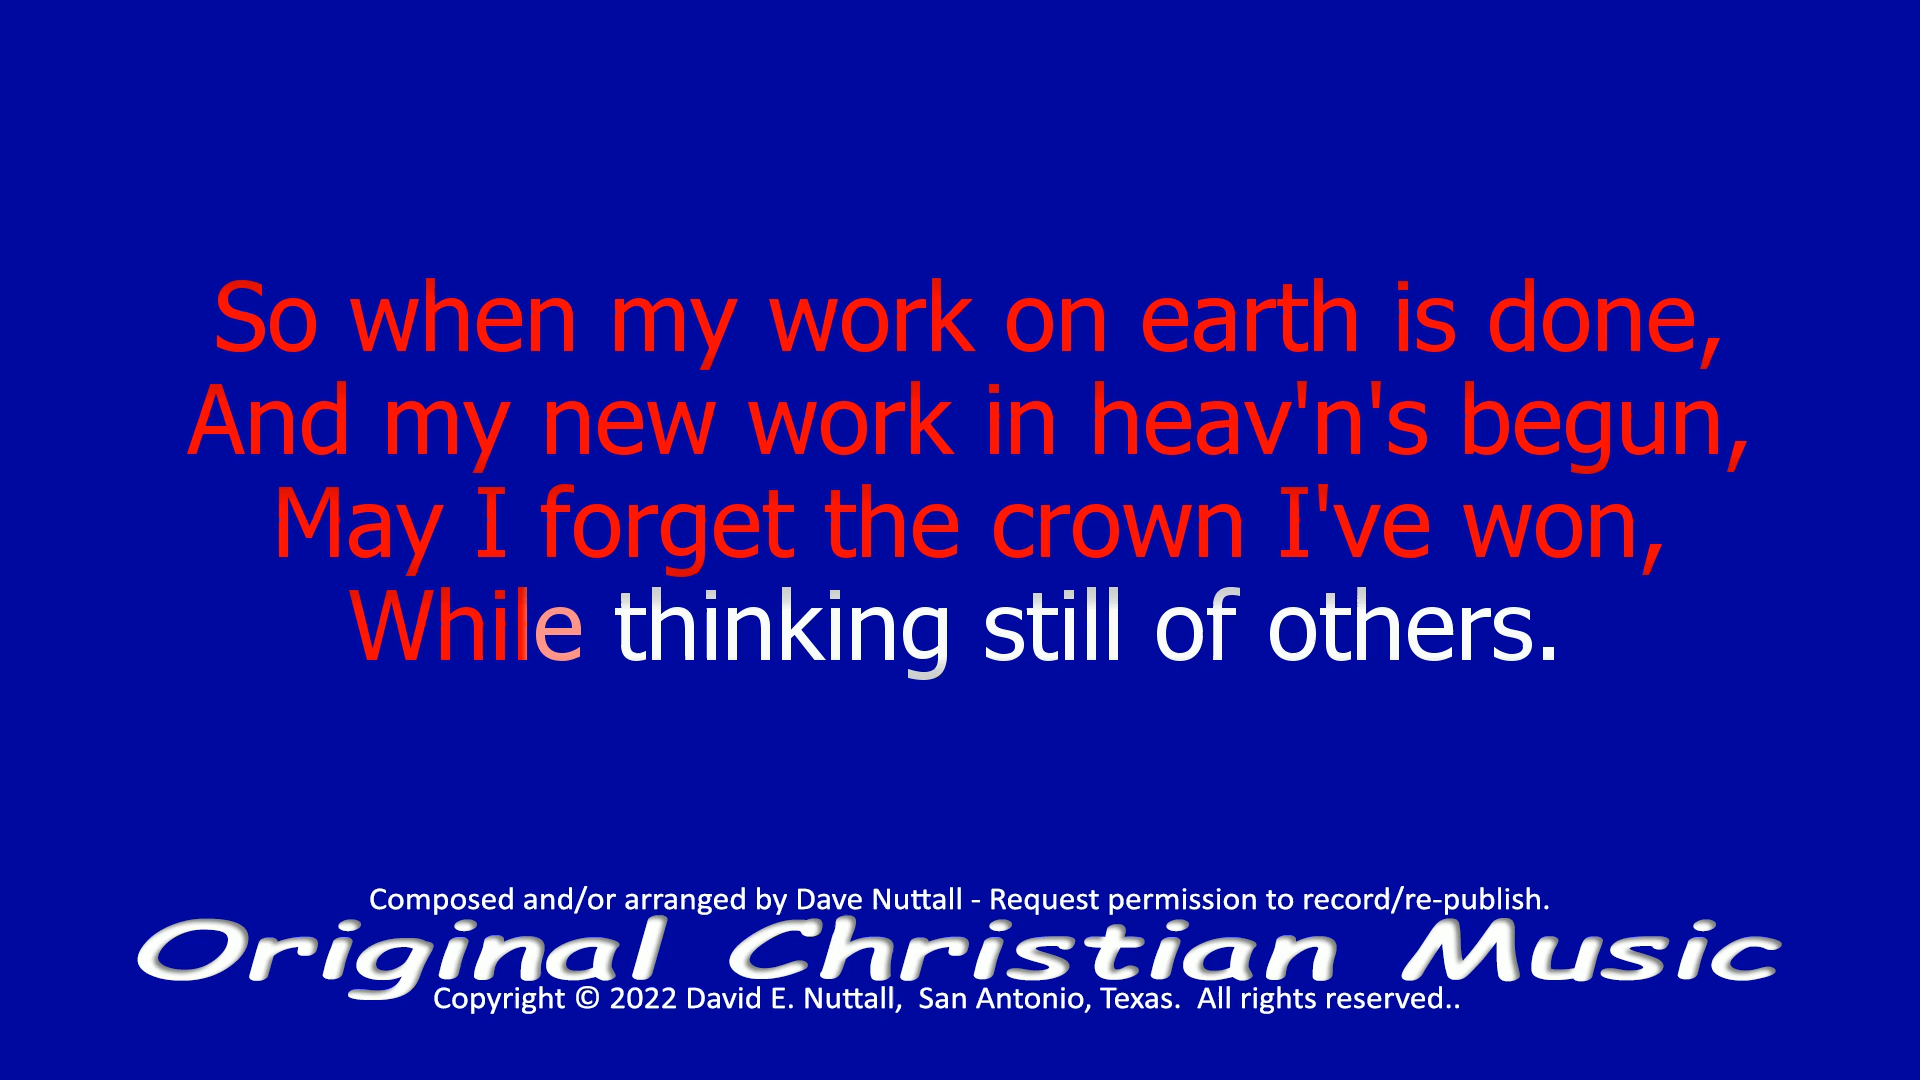 So when my work on earth is done,
And my new work in heav'n's begun,
May I forget the crown I've won,
While thinking still of others.
Composed and/or arranged by Dave Nuttall - Request permission to record/re-publish.
Original Christian Music
Copyright © 2022 David E. Nuttall,  San Antonio, Texas.  All rights reserved..